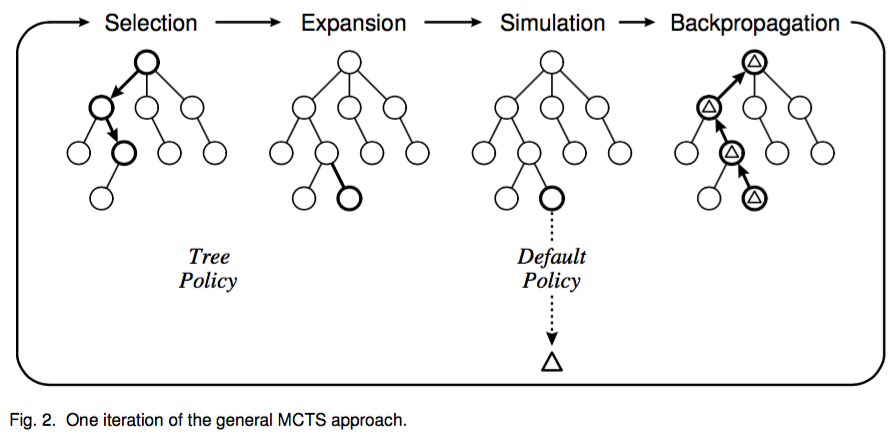 Selection
Expansion
Simulation
Backpropagation
Tree
Policy
Default
Policy
Fig. 2. One iteration of the general MCTS approach.